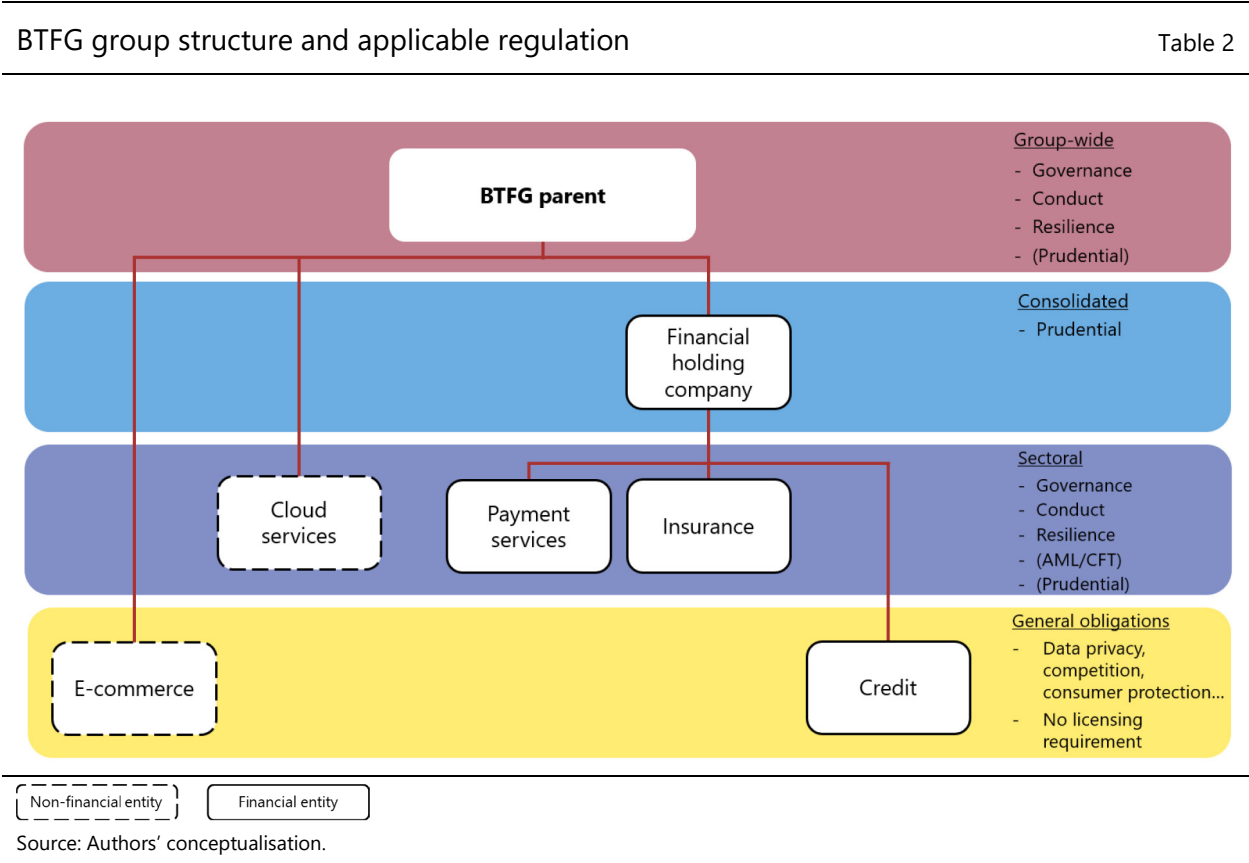 BTFG group structure and applicable regulation
Table 2
Group-wide
- Governance
- Conduct
- Resilience
- (Prudential)
BTFG parent
Consolidated
- Prudential
Financial
holding
company
Sectoral
- Governance
- Conduct
- Resilience
- (AML/CFT)
- (Prudential)
Cloud
services
Payment
services
Insurance
General obligations
- Data privacy,
competition,
consumer protection...
- No licensing
requirement
E-commerce
Credit
Non-financial entity
Financial entity
Source: Authors’ conceptualisation.